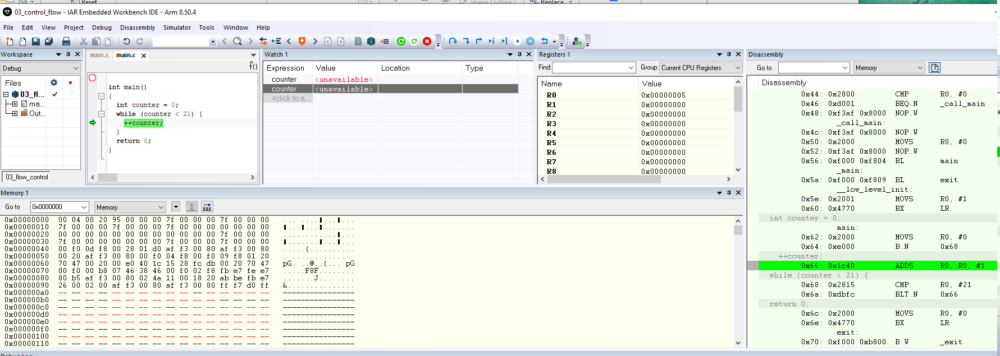 Reset
Shape Outline
Replace
03_control_flow - IAR Embedded Workbench IDE - Arm 8.50.4
File Edit View Project Debug Disassembly Simulator Tools Window Help
Workspace
Debug
Files
03_fl...
ma...
Out...
03_flow_control
main.c main.c
f()
int main()
{
int counter = 0;
while (counter < 21) {
++counter;
}
return 0;
}
Watch 1
Expression Value Location Type
counter <unavailable>
counter <unavailable>
<click to a...
Registers 1
Find: Group: Current CPU Registers
Name Value
R0 0x00000005
R1 0x00000000
R2 0x00000000
R3 0x00000000
R4 0x00000000
R5 0x00000000
R6 0x00000000
R7 0x00000000
R8 0x00000000
Disassembly
Go to Memory
Disassembly
0x44: 0x2800 CMP R0, #0
0x46: 0xd001 BEQ.N _call_main
0x48: 0xf3af 0x8000 NOP.W
_call_main:
0x4c: 0xf3af 0x8000 NOP.W
0x50: 0x2000 MOVS R0, #0
0x52: 0xf3af 0x8000 NOP.W
0x56: 0xf000 0xf804 BL main
_main:
0x5a: 0xf000 0xf809 BL exit
__low_level_init:
0x5e: 0x2001 MOVS R0, #1
0x60: 0x4770 BX LR
int counter = 0;
main:
0x62: 0x2000 MOVS R0, #0
0x64: 0xe000 B.N 0x68
++counter;
0x66: 0x1c40 ADDS R0, R0, #1
while (counter < 21) {
0x68: 0x2815 CMP R0, #21
0x6a: 0xdbfc BLT.N 0x66
return 0;
0x6c: 0x2000 MOVS R0, #0
0x6e: 0x4770 BX LR
exit:
0x70: 0xf000 0xb800 B.W _exit
Memory 1
Go to 0x0000000 Memory
0x00000000 00 04 00 20 95 00 00 00 7f 00 00 00 7f 00 00 00
0x00000010 7f 00 00 00 7f 00 00 00 7f 00 00 00 00 00 00 00
0x00000020 00 00 00 00 00 00 00 00 00 00 00 00 7f 00 00 00
0x00000030 7f 00 00 00 00 00 00 00 7f 00 00 00 7f 00 00 00
0x00000040 00 f0 0d f8 00 28 01 d0 af f3 00 80 af f3 00 80 .....(..........
0x00000050 00 20 af f3 00 80 00 f0 04 f8 00 f0 09 f8 01 20
0x00000060 70 47 00 20 00 e0 40 1c 15 28 fc db 00 20 70 47 pG. ..@..(... pG
0x00000070 00 f0 00 b8 07 46 38 46 00 f0 02 f8 fb e7 fe e7 .....F8F........
0x00000080 80 b5 af f3 00 80 02 4a 11 00 18 20 ab be fb e7 .......J... ....
0x00000090 26 00 02 00 af f3 00 80 af f3 00 80 ff f7 d0 ff &...............
0x000000a0 -- -- -- -- -- -- -- -- -- -- -- -- -- -- -- -- ----------------
0x000000b0 -- -- -- -- -- -- -- -- -- -- -- -- -- -- -- -- ----------------
0x000000c0 -- -- -- -- -- -- -- -- -- -- -- -- -- -- -- -- ----------------
0x000000d0 -- -- -- -- -- -- -- -- -- -- -- -- -- -- -- -- ----------------
0x000000e0 -- -- -- -- -- -- -- -- -- -- -- -- -- -- -- -- ----------------
0x000000f0 -- -- -- -- -- -- -- -- -- -- -- -- -- -- -- -- ----------------
0x00000100 -- -- -- -- -- -- -- -- -- -- -- -- -- -- -- -- ----------------
0x00000110 -- -- -- -- -- -- -- -- -- -- -- -- -- -- -- -- ----------------